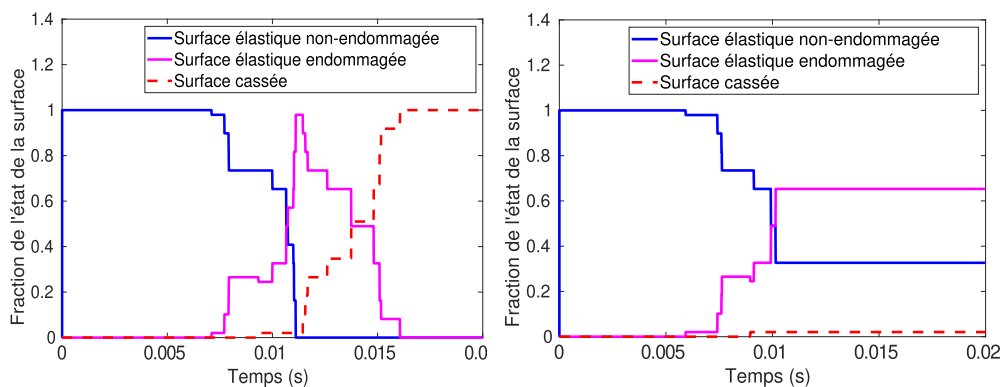 1.4
1.2
1
0.8
0.6
0.4
0.2
0
Fraction de l'état de la surface
Surface élastique non-endommagée
Surface élastique endommagée
Surface cassée
0 0.005 0.01 0.015 0.0
Temps (s)
1.4
1.2
1
0.8
0.6
0.4
0.2
0
Fraction de l'état de la surface
Surface élastique non-endommagée
Surface élastique endommagée
Surface cassée
0 0.005 0.01 0.015 0.02
Temps (s)